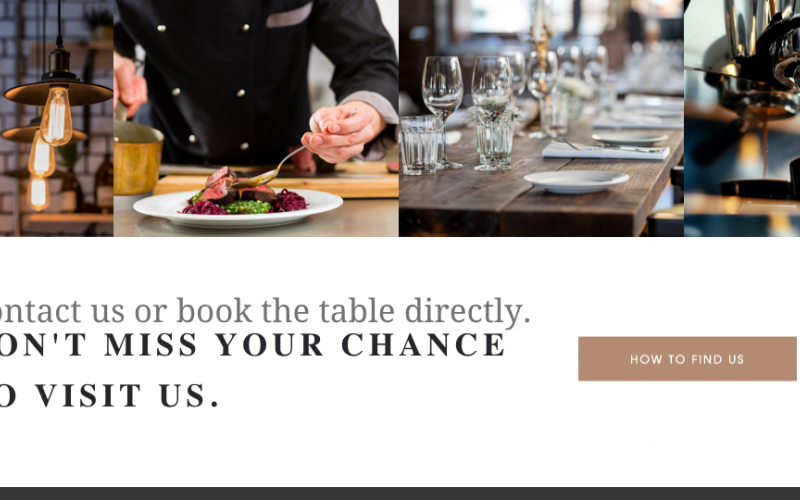 ontact us or book the table directly.
ON'T MISS YOUR CHANCE
O VISIT US.
HOW TO FIND US